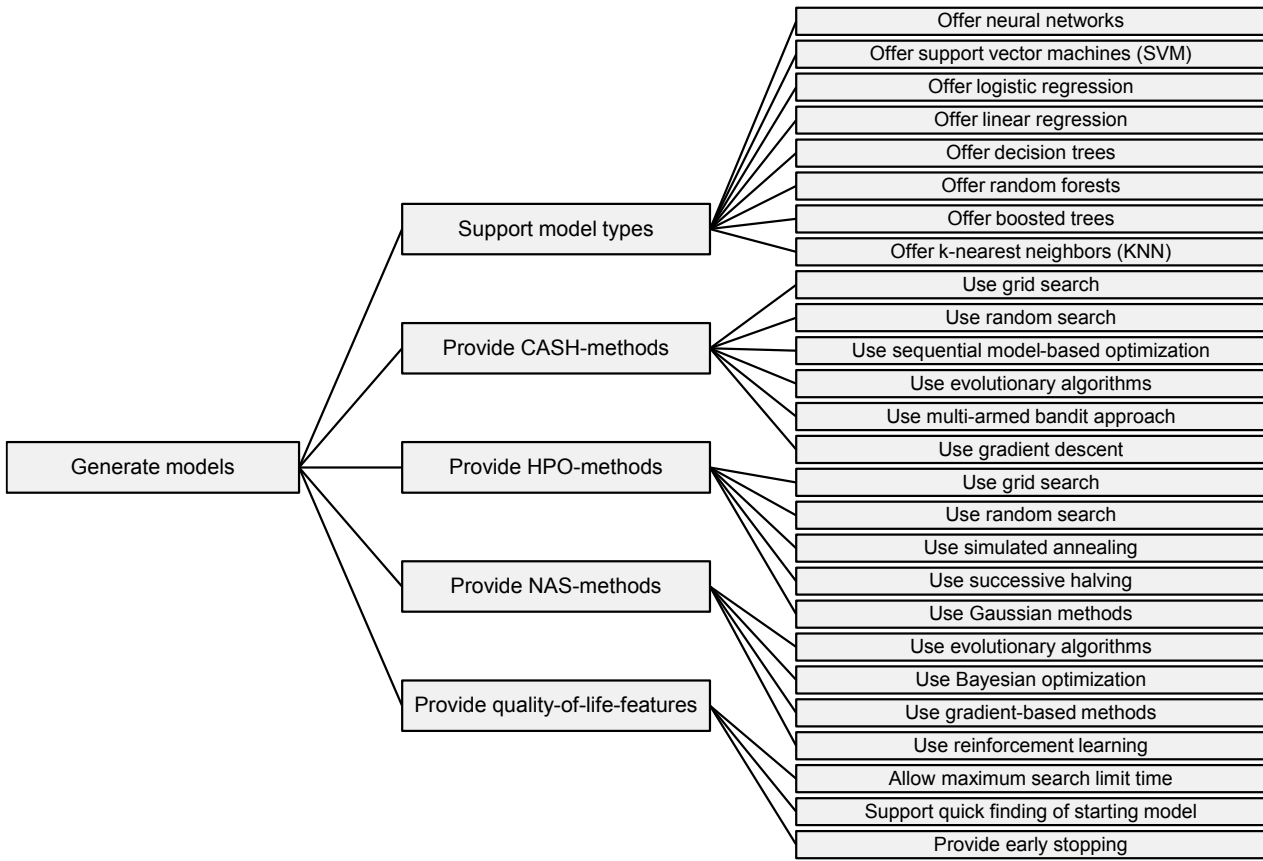 Generate models
Support model types
Offer neural networks
Offer support vector machines (SVM)
Offer logistic regression
Offer linear regression
Offer decision trees
Offer random forests
Offer boosted trees
Offer k-nearest neighbors (KNN)
Provide CASH-methods
Use grid search
Use random search
Use sequential model-based optimization
Use evolutionary algorithms
Use multi-armed bandit approach
Use gradient descent
Provide HPO-methods
Use grid search
Use random search
Use simulated annealing
Use successive halving
Use Gaussian methods
Provide NAS-methods
Use evolutionary algorithms
Use Bayesian optimization
Use gradient-based methods
Use reinforcement learning
Provide quality-of-life-features
Allow maximum search limit time
Support quick finding of starting model
Provide early stopping